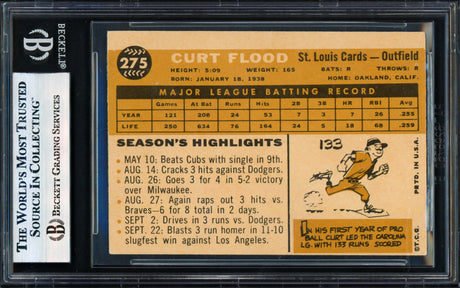 BECKETT
THE WORLD'S MOST TRUSTED
SOURCE IN COLLECTING™
BECKETT GRADING SERVICES
275
CURT FLOOD
St. Louis Cards — Outfield
HEIGHT: 5:09 WEIGHT: 165 BATS: R THROWS: R
BORN: JANUARY 18, 1938 HOME: OAKLAND, CALIF.
MAJOR LEAGUE BATTING RECORD
Games At Bat Runs Hits 2B 3B HR RBI Avg.
YEAR 121 208 24 53 7 3 7 26 .255
LIFE 250 634 76 164 24 5 18 68 .259
SEASON'S HIGHLIGHTS
• MAY 10: Beats Cubs with single in 9th.
• AUG. 14: Cracks 3 hits against Dodgers.
• AUG. 26: Goes 3 for 4 in 5-2 victory
over Milwaukee.
• AUG. 27: Again raps out 3 hits vs.
Braves—6 for 8 total in 2 days.
• SEPT. 2: Drives in 3 runs vs. Dodgers.
• SEPT. 22: Blasts 3 run homer in 11-10
slugfest win against Los Angeles.
133
IN HIS FIRST YEAR OF PRO
BALL CURT LED THE CAROLINA
LG. WITH 133 RUNS SCORED
©T.C.G.
PRTD. IN U.S.A.